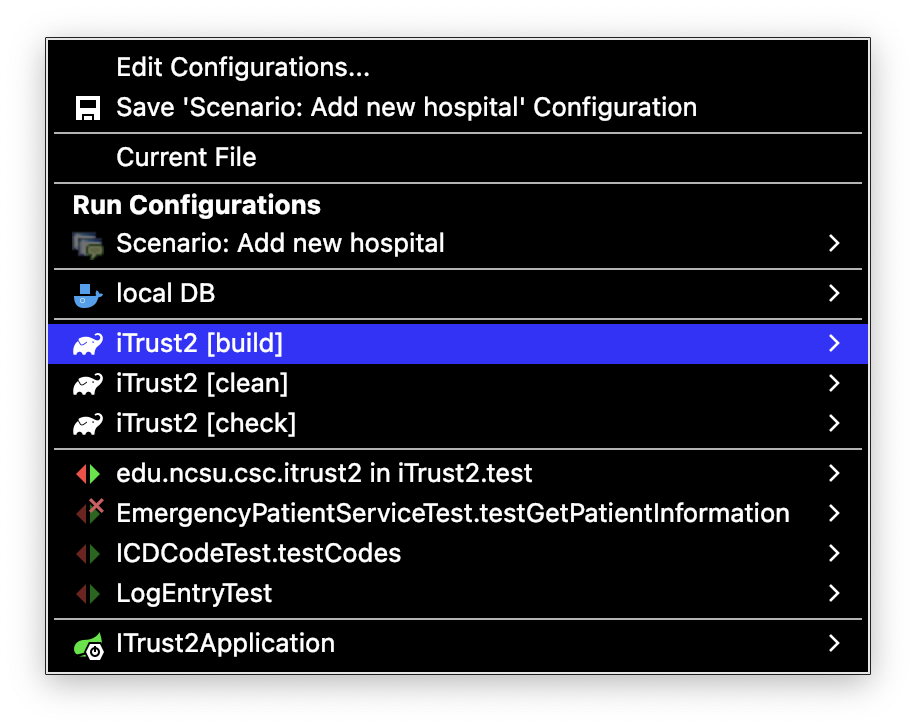 Edit Configurations...
Save 'Scenario: Add new hospital' Configuration
Current File
Run Configurations
Scenario: Add new hospital
local DB
iTrust2 [build]
iTrust2 [clean]
iTrust2 [check]
edu.ncsu.csc.itrust2 in iTrust2.test
EmergencyPatientServiceTest.testGetPatientInformation
ICDCodeTest.testCodes
LogEntryTest
ITrust2Application